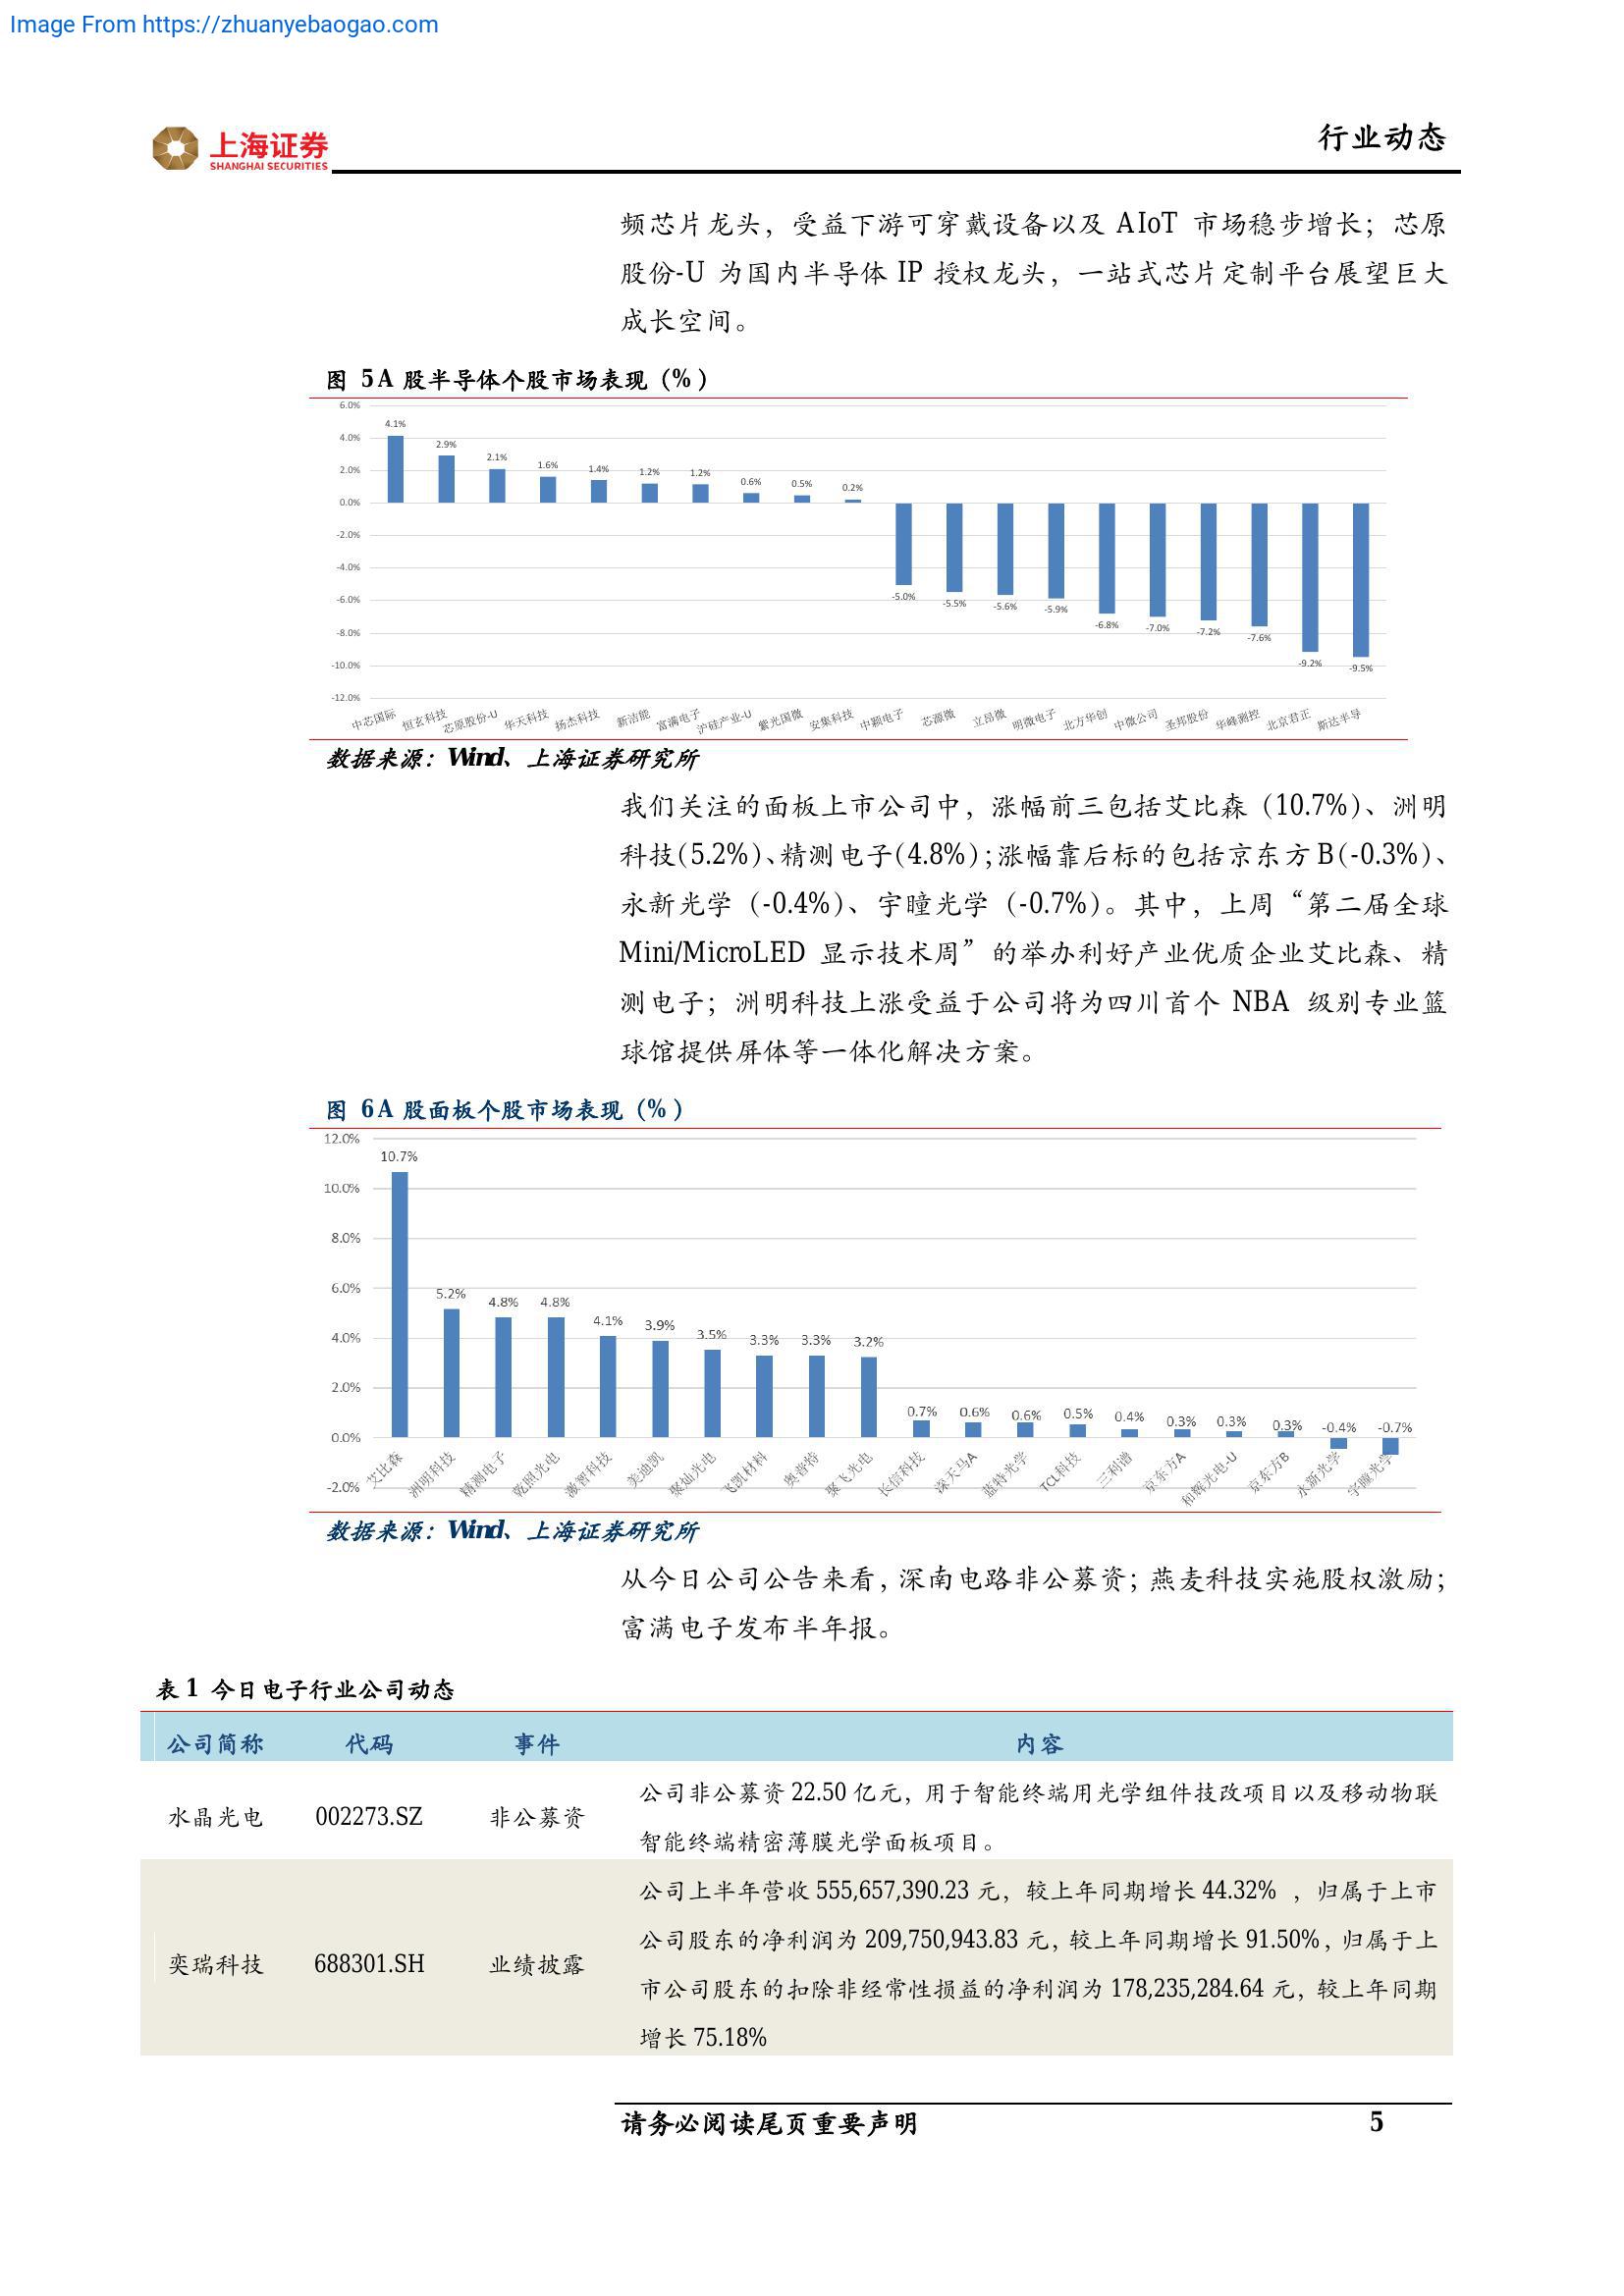 Image From https://zhuanyebaogao.com
上海证券
SHANGHAI SECURITIES
行业动态
频芯片龙头，受益下游可穿戴设备以及 AIoT 市场稳步增长；芯原
股份-U 为国内半导体 IP 授权龙头，一站式芯片定制平台展望巨大
成长空间。
图 5A 股半导体个股市场表现（%）
6.0%
4.0%
2.0%
0.0%
-2.0%
-4.0%
-6.0%
-8.0%
-10.0%
-12.0%
4.1% 2.9% 2.1% 1.6% 1.4% 1.2% 1.2% 0.6% 0.5% 0.2% -5.0% -5.5% -5.6% -5.9% -6.8% -7.0% -7.2% -7.6% -9.2% -9.5%
中芯国际 恒玄科技 芯原股份-U 华天科技 扬杰科技 新洁能 富满电子 沪硅产业-U 紫光国微 安集科技 中颖电子 芯源微 立昂微 明微电子 北方华创 中微公司 圣邦股份 华峰测控 北京君正 斯达半导
数据来源：Wind、上海证券研究所
我们关注的面板上市公司中，涨幅前三包括艾比森（10.7%）、洲明
科技（5.2%）、精测电子（4.8%）；涨幅靠后标的包括京东方 B（-0.3%）、
永新光学（-0.4%）、宇瞳光学（-0.7%）。其中，上周“第二届全球
Mini/MicroLED 显示技术周”的举办利好产业优质企业艾比森、精
测电子；洲明科技上涨受益于公司将为四川首个 NBA 级别专业篮
球馆提供屏体等一体化解决方案。
图 6A 股面板个股市场表现（%）
12.0%
10.0%
8.0%
6.0%
4.0%
2.0%
0.0%
-2.0%
10.7% 5.2% 4.8% 4.8% 4.1% 3.9% 3.5% 3.3% 3.3% 3.2% 0.7% 0.6% 0.6% 0.5% 0.4% 0.3% 0.3% 0.3% -0.4% -0.7%
艾比森 洲明科技 精测电子 乾照光电 激智科技 美迪凯 聚灿光电 飞凯材料 奥普特 聚飞光电 长信科技 深天马A 蓝特光学 TCL科技 三利谱 京东方A 和辉光电-U 京东方B 永新光学 宇瞳光学
数据来源：Wind、上海证券研究所
从今日公司公告来看，深南电路非公募资；燕麦科技实施股权激励；
富满电子发布半年报。
表 1 今日电子行业公司动态
公司简称 代码 事件 内容
水晶光电 002273.SZ 非公募资 公司非公募资 22.50 亿元，用于智能终端用光学组件技改项目以及移动物联
智能终端精密薄膜光学面板项目。
奕瑞科技 688301.SH 业绩披露 公司上半年营收 555,657,390.23 元，较上年同期增长 44.32% ，归属于上市
公司股东的净利润为 209,750,943.83 元，较上年同期增长 91.50%，归属于上
市公司股东的扣除非经常性损益的净利润为 178,235,284.64 元，较上年同期
增长 75.18%
请务必阅读尾页重要声明 5